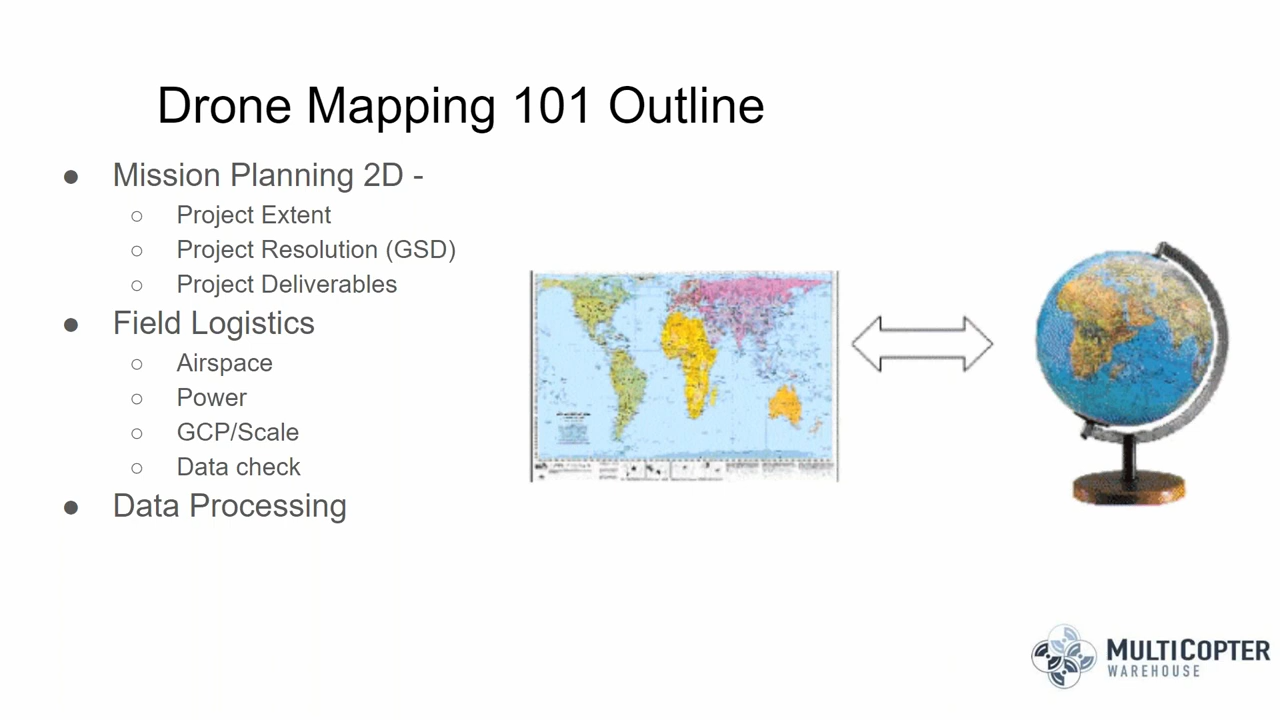 Drone Mapping 101 Outline
● Mission Planning 2D -
○ Project Extent
○ Project Resolution (GSD)
○ Project Deliverables
● Field Logistics
○ Airspace
○ Power
○ GCP/Scale
○ Data check
● Data Processing
MULTICOPTER
WAREHOUSE